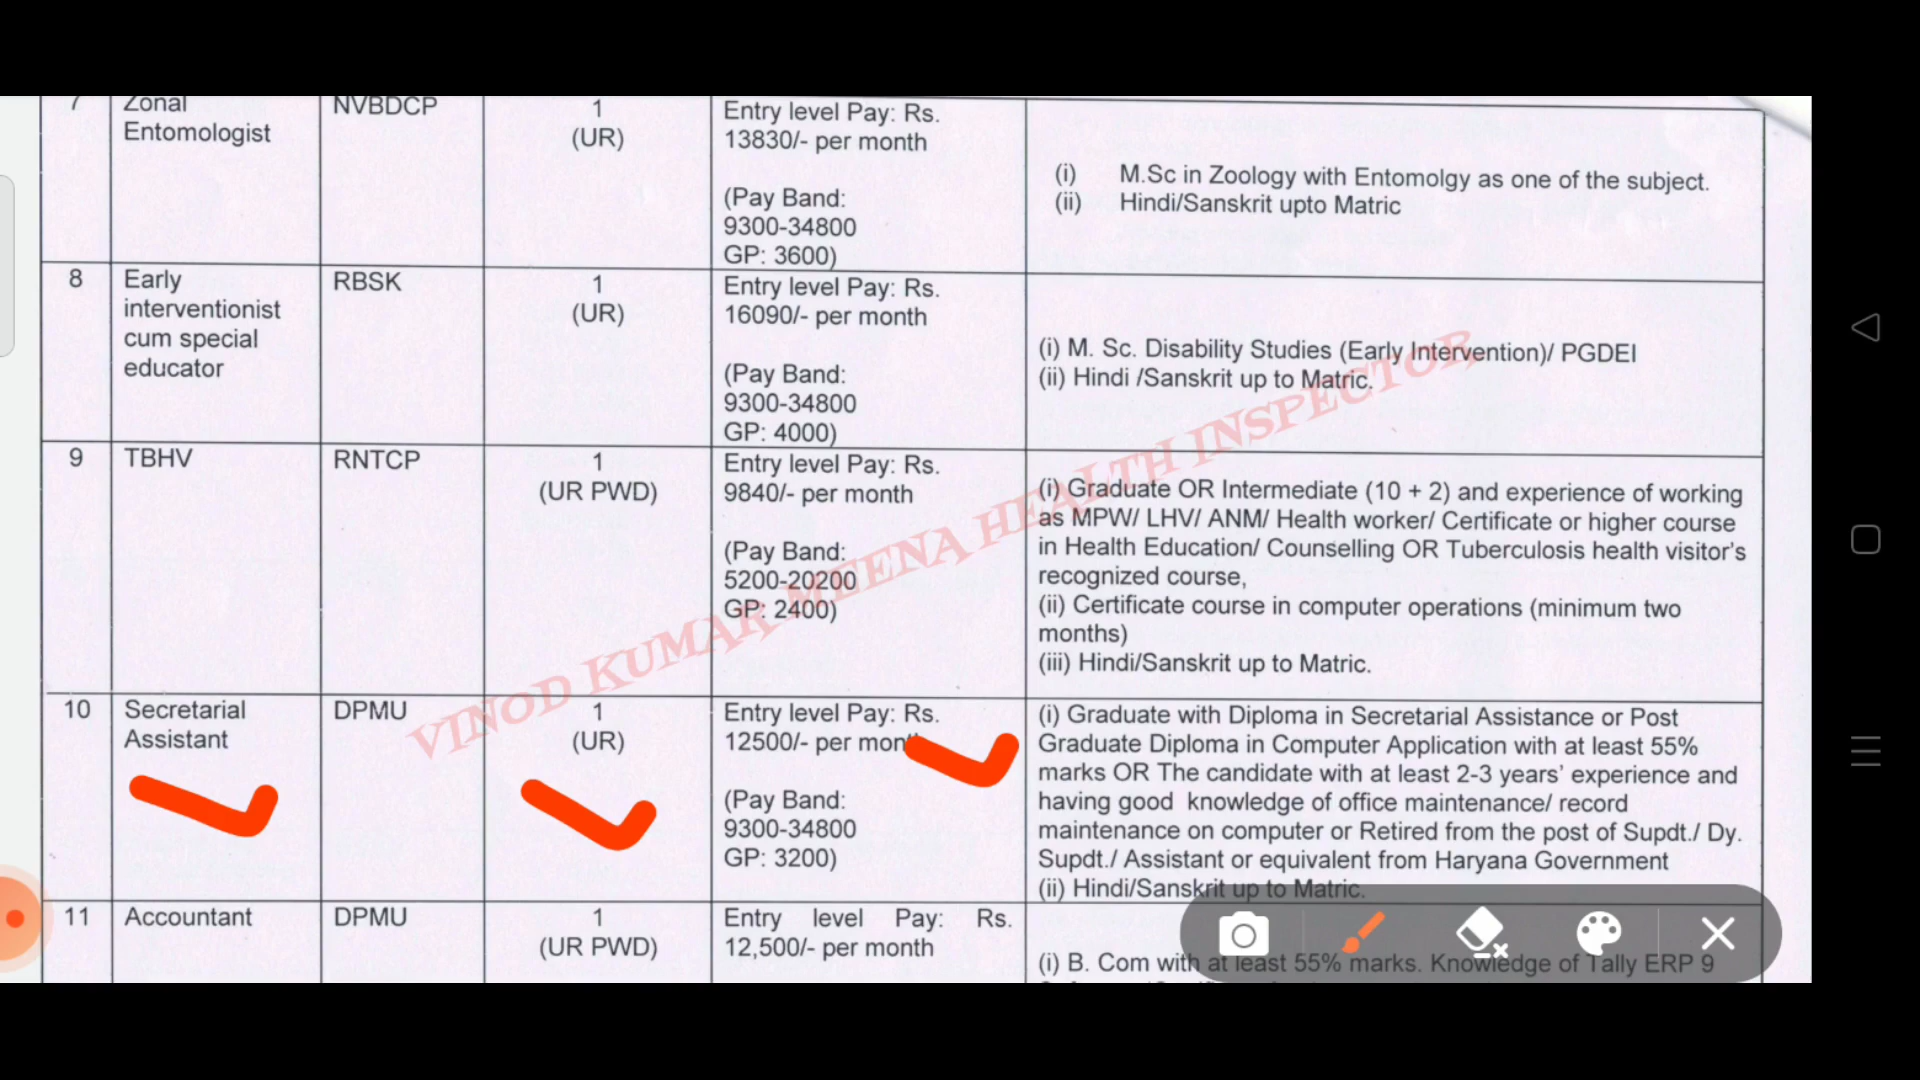 7 Zonal NVBDCP 1 Entry level Pay: Rs.
Entomologist (UR) 13830/- per month
(i) M.Sc in Zoology with Entomolgy as one of the subject.
(Pay Band: (ii) Hindi/Sanskrit upto Matric
9300-34800
GP: 3600)
8 Early RBSK 1 Entry level Pay: Rs.
interventionist (UR) 16090/- per month
cum special (i) M. Sc. Disability Studies (Early Intervention)/ PGDEI
educator (Pay Band: (ii) Hindi /Sanskrit up to Matric.
9300-34800
GP: 4000)
9 TBHV RNTCP 1 Entry level Pay: Rs.
(UR PWD) 9840/- per month (i) Graduate OR Intermediate (10 + 2) and experience of working
as MPW/ LHV/ ANM/ Health worker/ Certificate or higher course
(Pay Band: in Health Education/ Counselling OR Tuberculosis health visitor's
5200-20200 recognized course,
GP: 2400) (ii) Certificate course in computer operations (minimum two
months)
(iii) Hindi/Sanskrit up to Matric.
VINOD KUMAR MEENA HEALTH INSPECTOR
10 Secretarial DPMU 1 Entry level Pay: Rs. (i) Graduate with Diploma in Secretarial Assistance or Post
Assistant (UR) 12500/- per Graduate Diploma in Computer Application with at least 55%
marks OR The candidate with at least 2-3 years' experience and
(Pay Band: having good knowledge of office maintenance/ record
9300-34800 maintenance on computer or Retired from the post of Supdt./ Dy.
GP: 3200) Supdt./ Assistant or equivalent from Haryana Government
(ii) Hindi/Sanskrit up to Matric.
11 Accountant DPMU 1 Entry level Pay: Rs.
(UR PWD) 12,500/- per month (i) B. Com with at least 55% marks. Knowledge of Tally ERP 9